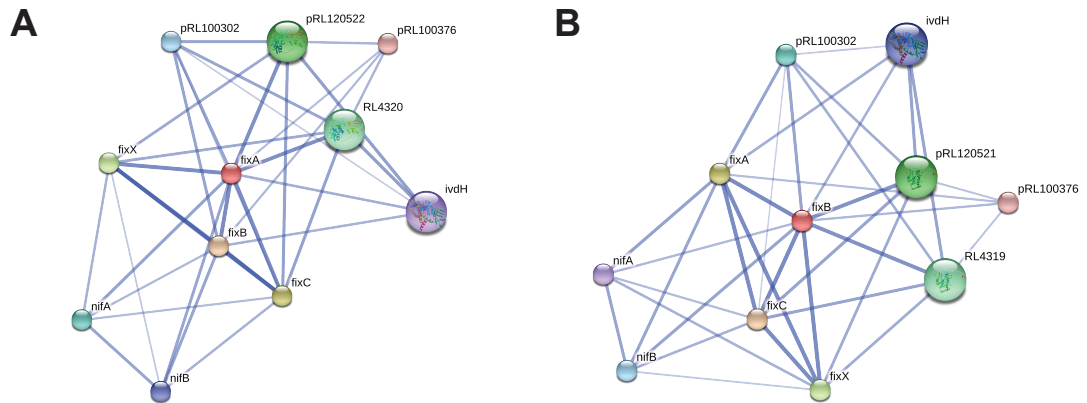 A
pRL100302
pRL120522
pRL100376
RL4320
fixX
fixA
ivdH
fixB
fixC
nifA
nifB
B
ivdH
pRL100302
pRL120521
fixA
pRL100376
fixB
RL4319
nifA
fixC
nifB
fixX